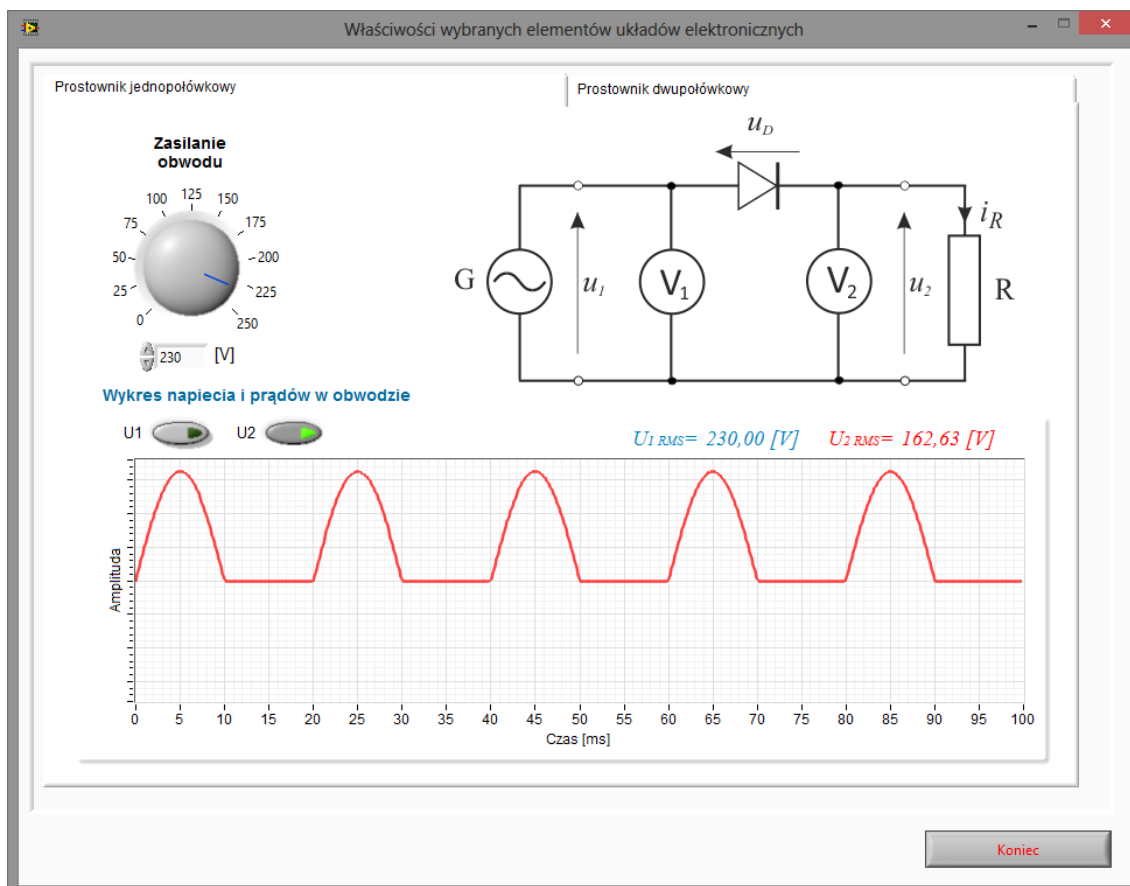 Właściwości wybranych elementów układów elektronicznych
Prostownik jednopołówkowy
Prostownik dwupołówkowy
Zasilanie
obwodu
0
25
50
75
100
125
150
175
200
225
250
230 [V]
u_D
G
u_1
V_1
V_2
u_2
i_R
R
Wykres napiecia i prądów w obwodzie
U1 U2
U_1 RMS= 230,00 [V] U_2 RMS= 162,63 [V]
Amplituda
0 5 10 15 20 25 30 35 40 45 50 55 60 65 70 75 80 85 90 95 100
Czas [ms]
Koniec